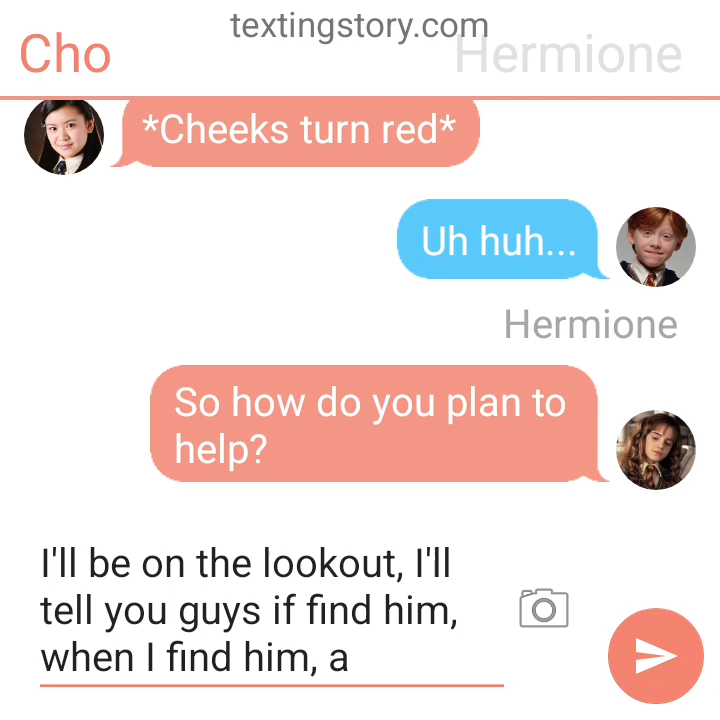 textingstory.com
Cho
Hermione
*Cheeks turn red*
Uh huh...
Hermione
So how do you plan to
help?
I'll be on the lookout, I'll
tell you guys if find him,
when I find him, a